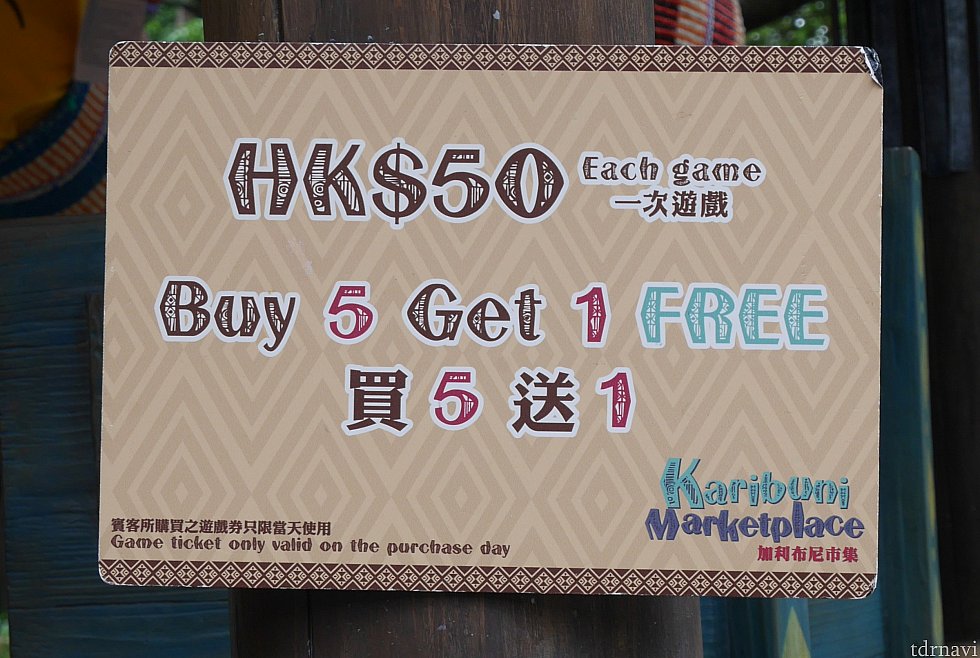 HK$50 Each game
一次遊戲
Buy 5 Get 1 FREE
買 5 送 1
Karibuni
Marketplace
加利布尼市集
賓客所購買之遊戲券只限當天使用
Game ticket only valid on the purchase day
tdrnavi